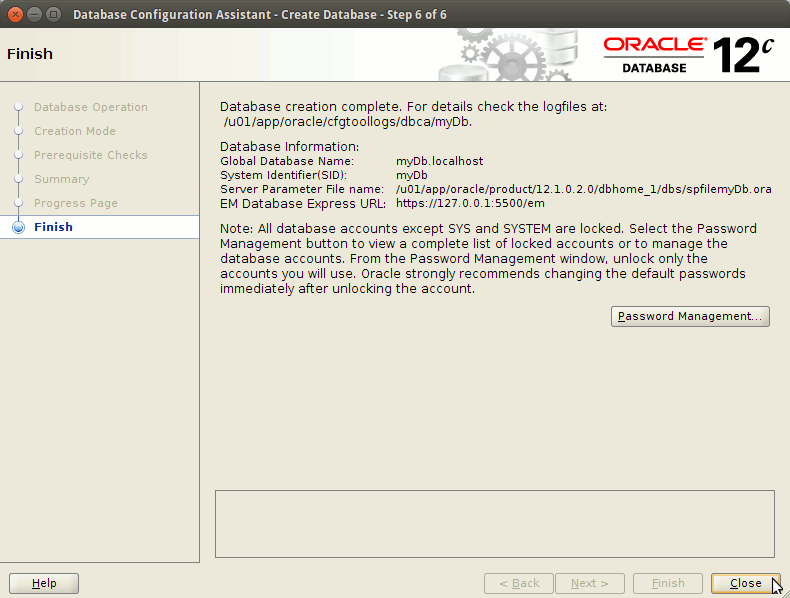 Database Configuration Assistant - Create Database - Step 6 of 6
Finish
ORACLE®
DATABASE
12c
Database Operation
Creation Mode
Prerequisite Checks
Summary
Progress Page
Finish
Database creation complete. For details check the logfiles at:
/u01/app/oracle/cfgtoollogs/dbca/myDb.
Database Information:
Global Database Name: myDb.localhost
System Identifier(SID): myDb
Server Parameter File name: /u01/app/oracle/product/12.1.0.2.0/dbhome_1/dbs/spfilemyDb.ora
EM Database Express URL: https://127.0.0.1:5500/em
Note: All database accounts except SYS and SYSTEM are locked. Select the Password
Management button to view a complete list of locked accounts or to manage the
database accounts. From the Password Management window, unlock only the
accounts you will use. Oracle strongly recommends changing the default passwords
immediately after unlocking the account.
Password Management...
Help
< Back
Next >
Finish
Close